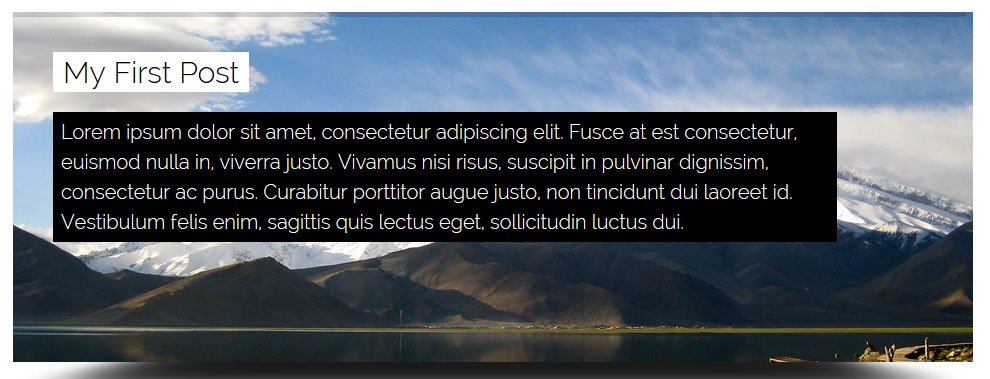 My First Post
Lorem ipsum dolor sit amet, consectetur adipiscing elit. Fusce at est consectetur,
euismod nulla in, viverra justo. Vivamus nisi risus, suscipit in pulvinar dignissim,
consectetur ac purus. Curabitur porttitor augue justo, non tincidunt dui laoreet id.
Vestibulum felis enim, sagittis quis lectus eget, sollicitudin luctus dui.